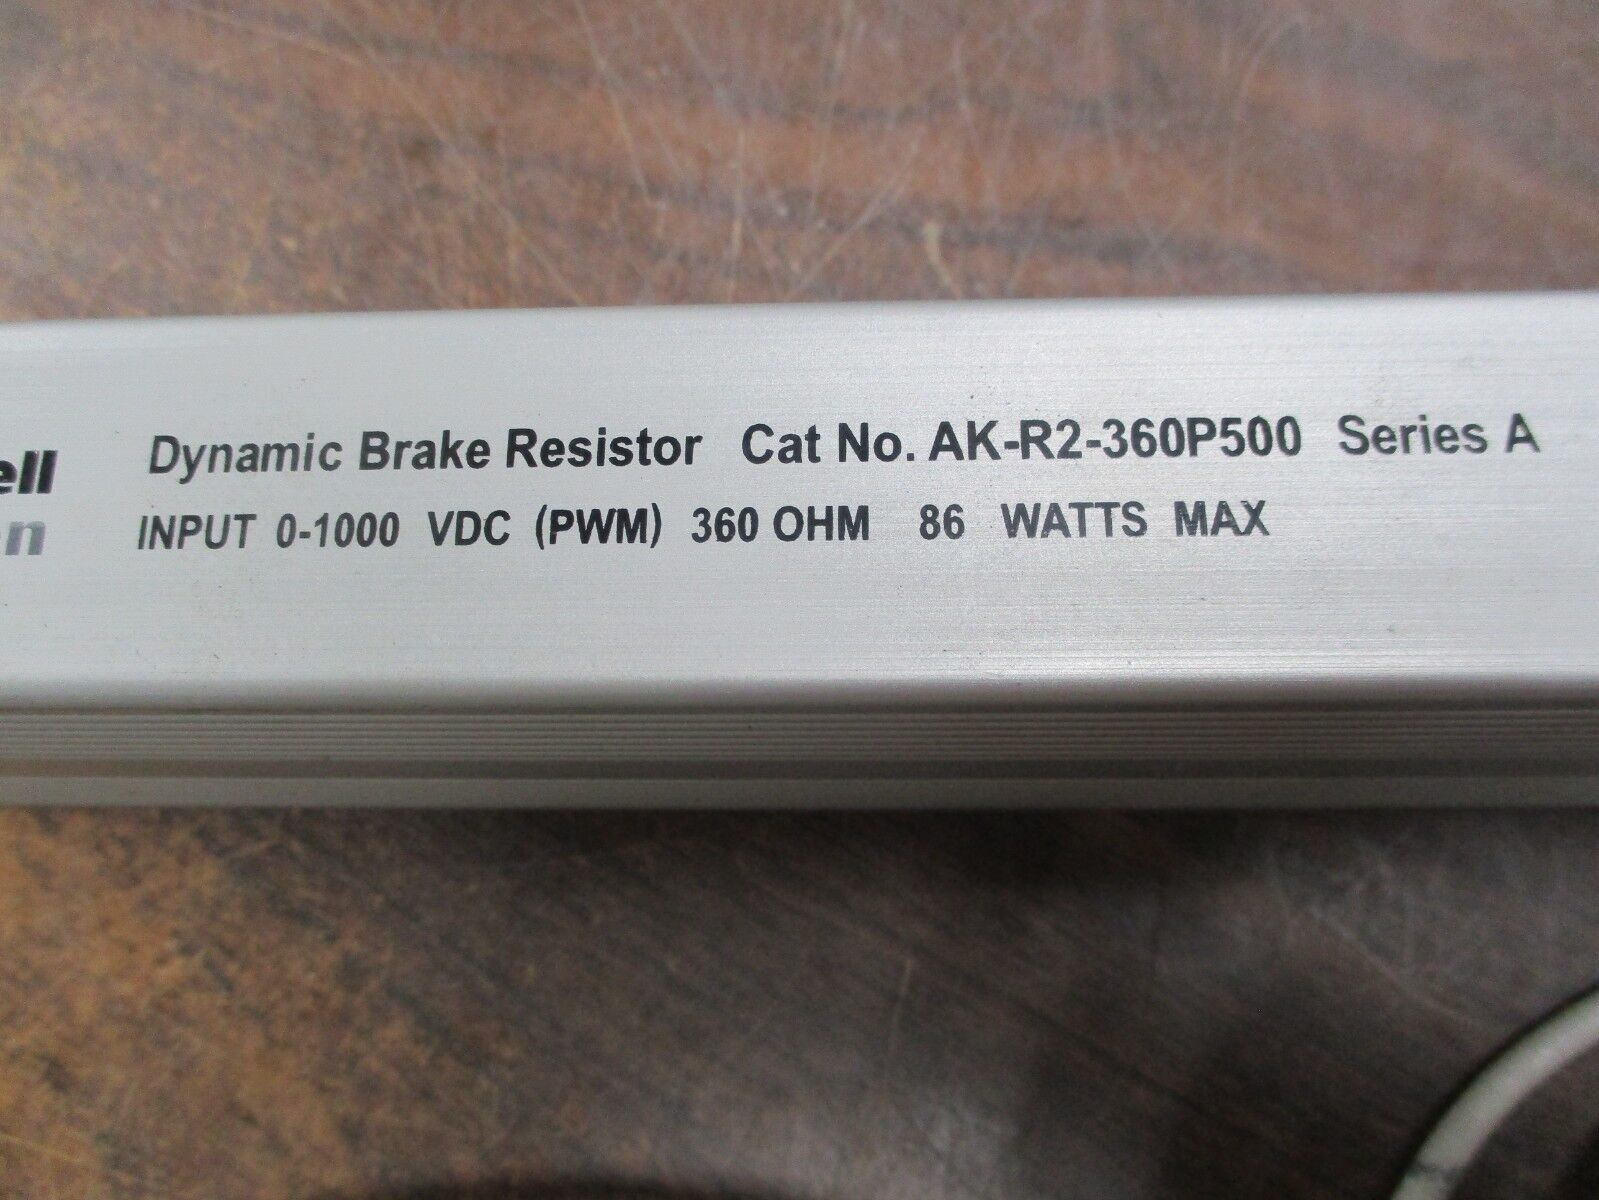 Dynamic Brake Resistor Cat No. AK-R2-360P500 Series A
ell
INPUT 0-1000 VDC (PWM) 360 OHM 86 WATTS MAX